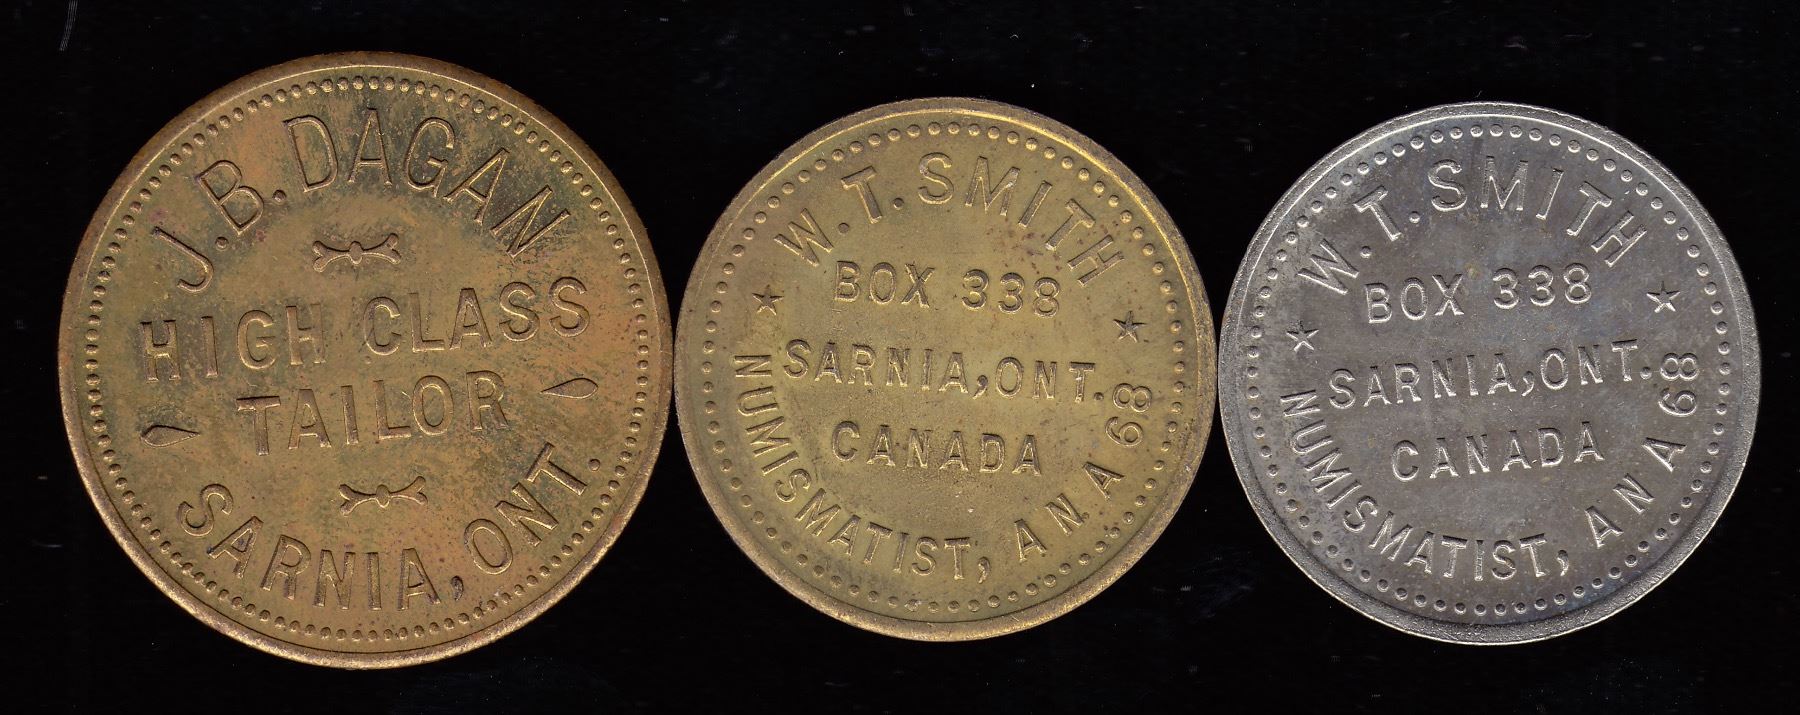 J.B. DAGAN
HIGH CLASS
TAILOR
SARNIA, ONT.
W. T. SMITH
BOX 338
SARNIA, ONT.
CANADA
NUMISMATIST, A N A 68
W. T. SMITH
BOX 338
SARNIA, ONT.
CANADA
NUMISMATIST, A N A 68